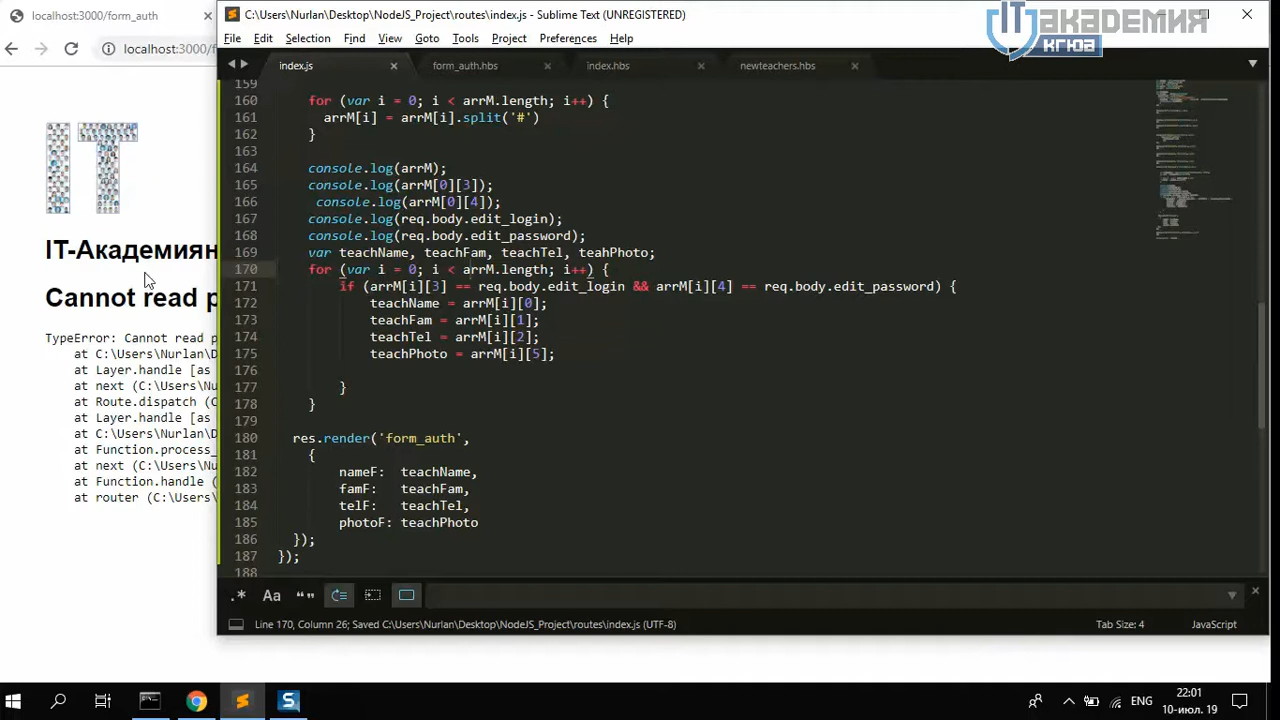 localhost:3000/form_auth ×
localhost:3000/f
IT
IT-Академиян
Cannot read p
TypeError: Cannot read p
at C:\Users\Nurlan\D
at Layer.handle [as
at next (C:\Users\Nu
at Route.dispatch (C
at Layer.handle [as
at C:\Users\Nurlan\D
at Function.process_
at next (C:\Users\Nu
at Function.handle (
at router (C:\Users\
C:\Users\Nurlan\Desktop\NodeJS_Project\routes\index.js - Sublime Text (UNREGISTERED)
ITакадемия
кгюа
File Edit Selection Find View Goto Tools Project Preferences Help
index.js × form_auth.hbs × index.hbs × newteachers.hbs ×
159
160 for (var i = 0; i < arrM.length; i++) {
161 arrM[i] = arrM[i].split('#')
162 }
163
164 console.log(arrM);
165 console.log(arrM[0][3]);
166 console.log(arrM[0][4]);
167 console.log(req.body.edit_login);
168 console.log(req.body.edit_password);
169 var teachName, teachFam, teachTel, teahPhoto;
170 for (var i = 0; i < arrM.length; i++) {
171 if (arrM[i][3] == req.body.edit_login && arrM[i][4] == req.body.edit_password) {
172 teachName = arrM[i][0];
173 teachFam = arrM[i][1];
174 teachTel = arrM[i][2];
175 teachPhoto = arrM[i][5];
176
177 }
178 }
179
180 res.render('form_auth',
181 {
182 nameF: teachName,
183 famF: teachFam,
184 telF: teachTel,
185 photoF: teachPhoto
186 });
187 });
188
.* Aa “”
Line 170, Column 26; Saved C:\Users\Nurlan\Desktop\NodeJS_Project\routes\index.js (UTF-8) Tab Size: 4 JavaScript
ENG 22:01
10-июл. 19